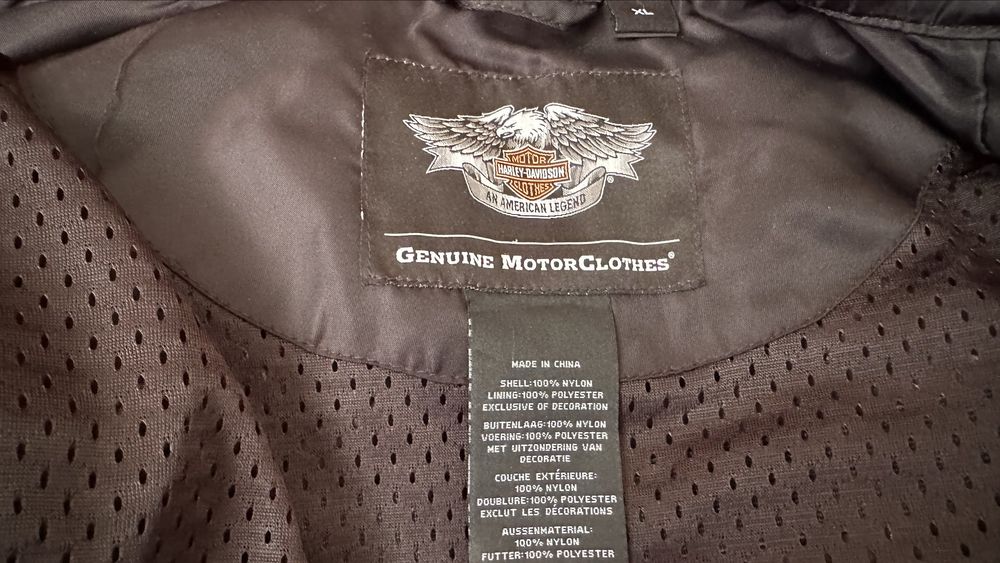 XL
MOTOR
HARLEY-DAVIDSON
CLOTHES
AN AMERICAN LEGEND
®
GENUINE MOTORCLOTHES®
MADE IN CHINA
SHELL:100% NYLON
LINING:100% POLYESTER
EXCLUSIVE OF DECORATION
BUITENLAAG:100% NYLON
VOERING:100% POLYESTER
MET UITZONDERING VAN
DECORATIE
COUCHE EXTÉRIEURE:
100% NYLON
DOUBLURE:100% POLYESTER
EXCLUT LES DÉCORATIONS
AUSSENMATERIAL:
100% NYLON
FUTTER:100% POLYESTER